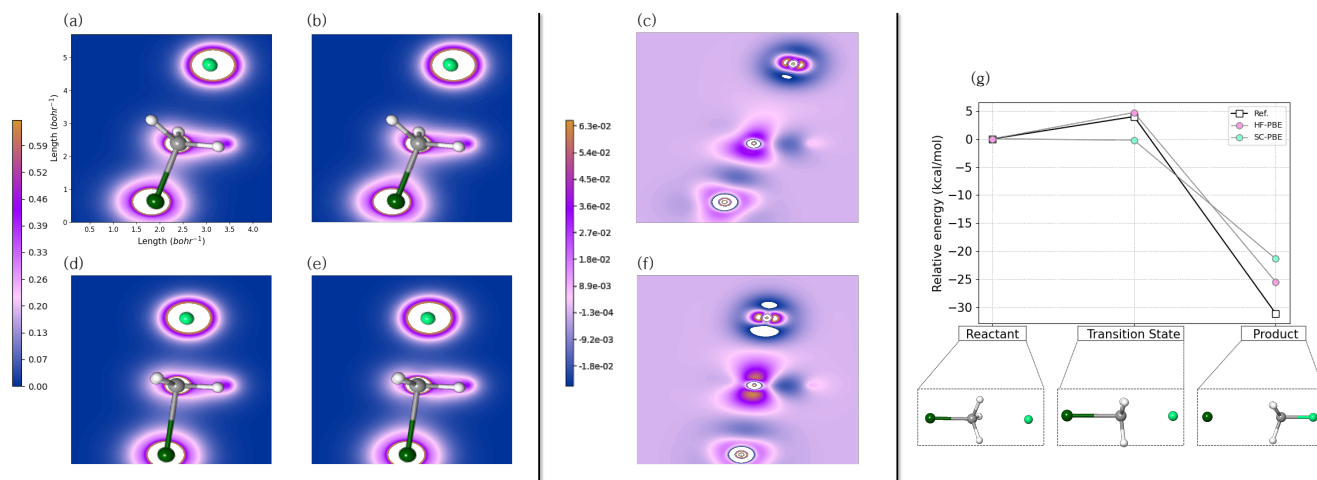 (a)
(b)
(c)
5
4
3
2
1
0
Length (bohr⁻¹)
0.1
0.5
1.0
1.5
2.0
2.5
3.0
3.5
4.0
Length (bohr⁻¹)
0.59
0.52
0.46
0.39
0.33
0.26
0.20
0.13
0.07
0.00
6.3e-02
5.4e-02
4.5e-02
3.6e-02
2.7e-02
1.8e-02
8.9e-03
-1.3e-04
-9.2e-03
-1.8e-02
(d)
(e)
(f)
(g)
Ref.
HF-PBE
SC-PBE
5
0
−5
−10
−15
−20
−25
−30
Relative energy (kcal/mol)
Reactant
Transition State
Product